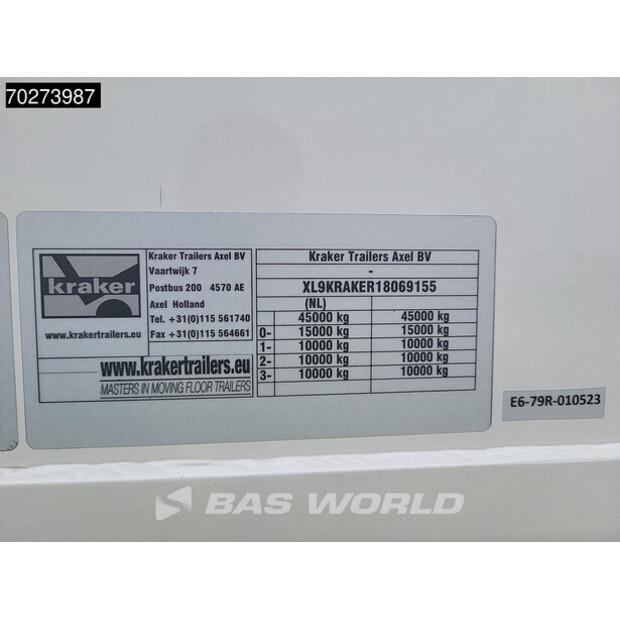 70273987
kraker
www.krakertrailers.eu
Kraker Trailers Axel BV
Vaartwijk 7
Postbus 200 4570 AE
Axel Holland
Tel. +31(0)115 561740
Fax +31(0)115 564661
www.krakertrailers.eu
MASTERS IN MOVING FLOOR TRAILERS
Kraker Trailers Axel BV
-
XL9KRAKER18069155
(NL)
45000 kg 45000 kg
0- 15000 kg 15000 kg
1- 10000 kg 10000 kg
2- 10000 kg 10000 kg
3- 10000 kg 10000 kg
E6-79R-010523
BAS WORLD